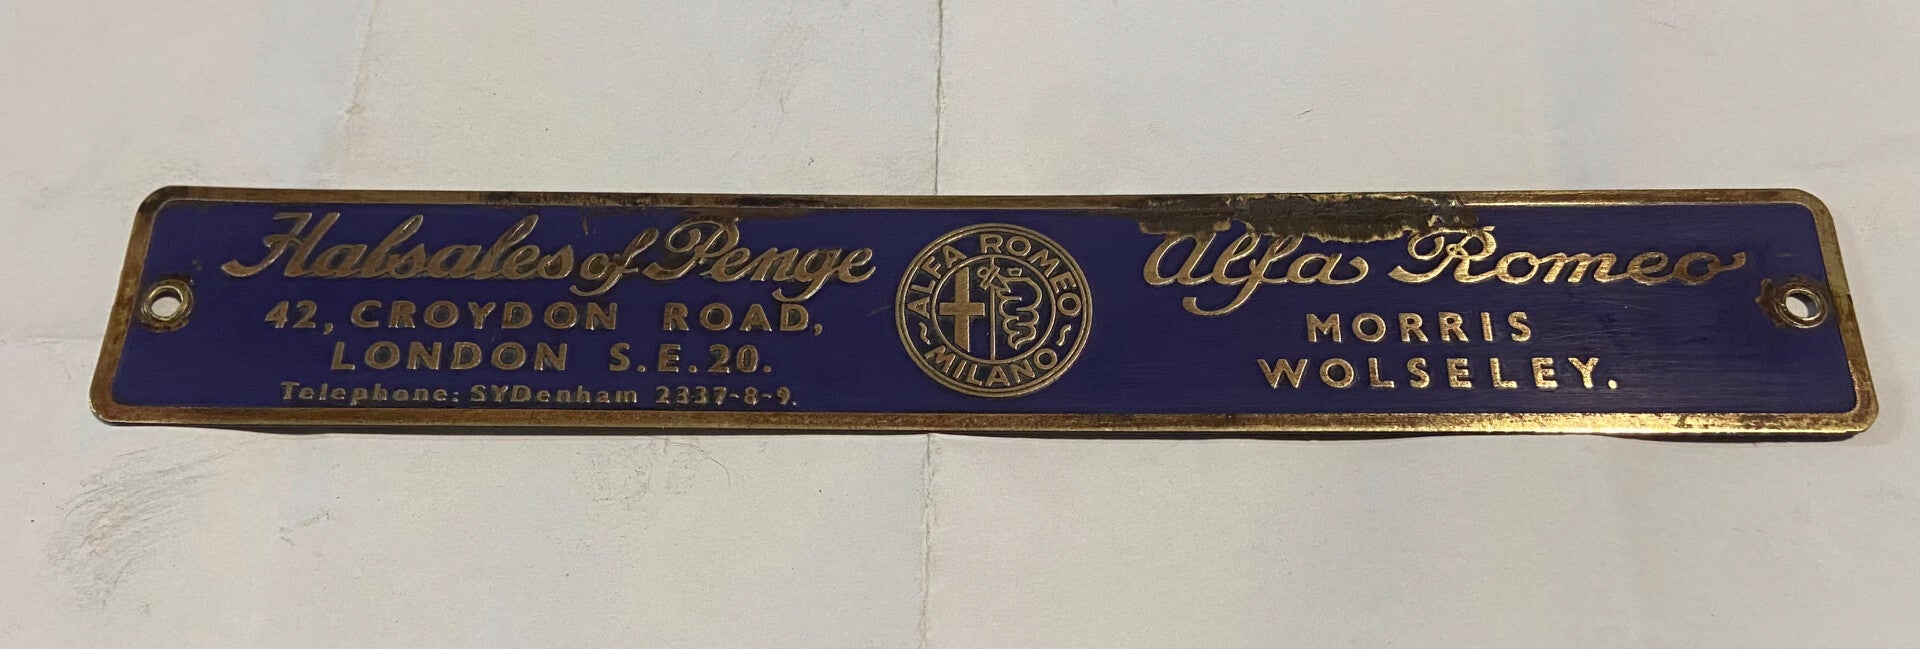 Habsales of Penge
42, CROYDON ROAD,
LONDON S.E.20.
Telephone: SYDenham 2337-8-9.
ALFA ROMEO
~ MILANO ~
Alfa Romeo
MORRIS
WOLSELEY.